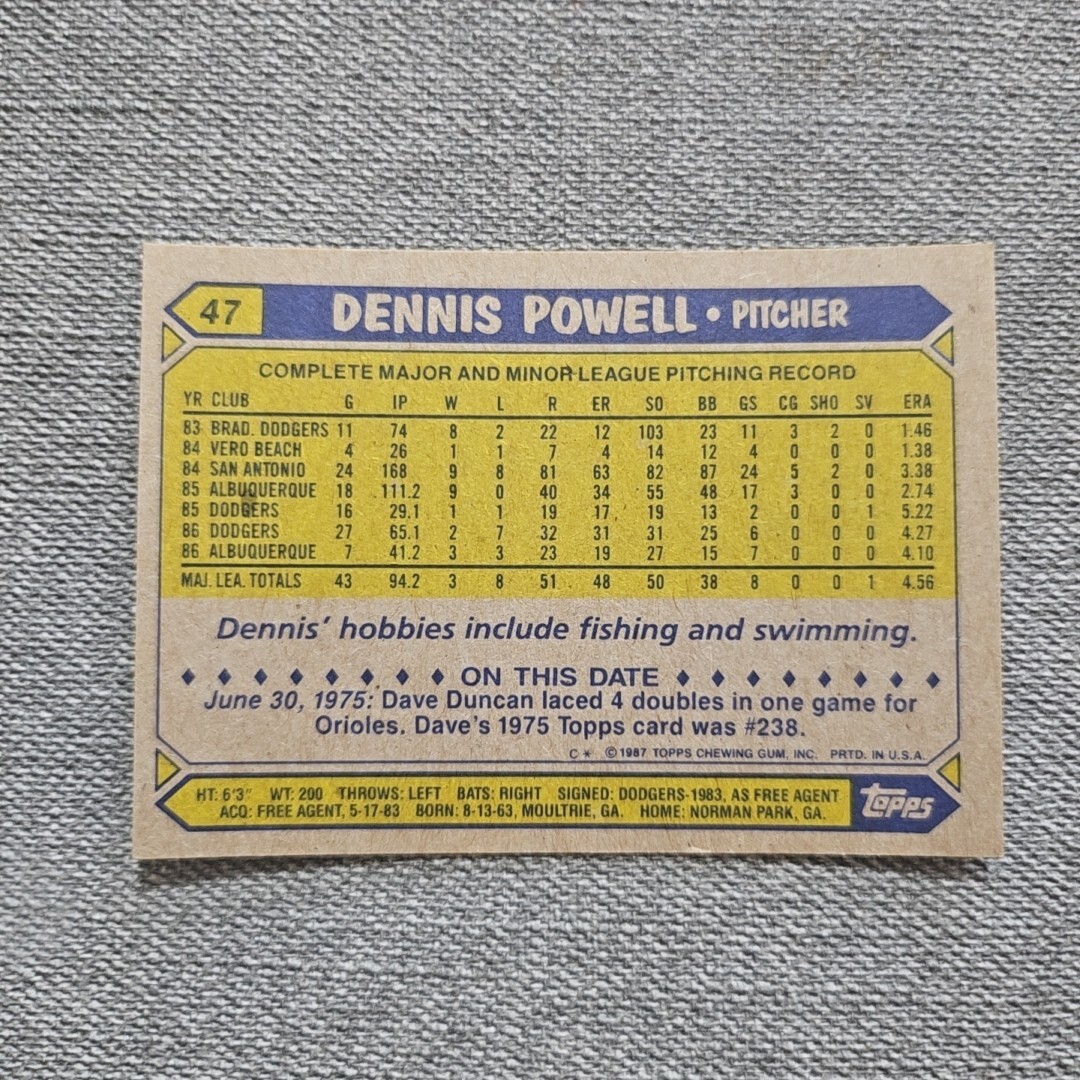 47 DENNIS POWELL • PITCHER
COMPLETE MAJOR AND MINOR LEAGUE PITCHING RECORD
YR CLUB G IP W L R ER SO BB GS CG SHO SV ERA
83 BRAD. DODGERS 11 74 8 2 22 12 103 23 11 3 2 0 1.46
84 VERO BEACH 4 26 1 1 7 4 14 12 4 0 0 0 1.38
84 SAN ANTONIO 24 168 9 8 81 63 82 87 24 5 2 0 3.38
85 ALBUQUERQUE 18 111.2 9 0 40 34 55 48 17 3 0 0 2.74
85 DODGERS 16 29.1 1 1 19 17 19 13 2 0 0 1 5.22
86 DODGERS 27 65.1 2 7 32 31 31 25 6 0 0 0 4.27
86 ALBUQUERQUE 7 41.2 3 3 23 19 27 15 7 0 0 0 4.10
MAJ. LEA. TOTALS 43 94.2 3 8 51 48 50 38 8 0 0 1 4.56
Dennis' hobbies include fishing and swimming.
♦ ♦ ♦ ♦ ♦ ♦ ♦ ♦ ON THIS DATE ♦ ♦ ♦ ♦ ♦ ♦ ♦ ♦
June 30, 1975: Dave Duncan laced 4 doubles in one game for
Orioles. Dave's 1975 Topps card was #238.
C* ©1987 TOPPS CHEWING GUM, INC. PRTD. IN U.S.A.
HT: 6'3" WT: 200 THROWS: LEFT BATS: RIGHT SIGNED: DODGERS-1983, AS FREE AGENT
ACQ: FREE AGENT, 5-17-83 BORN: 8-13-63, MOULTRIE, GA. HOME: NORMAN PARK, GA.
topps